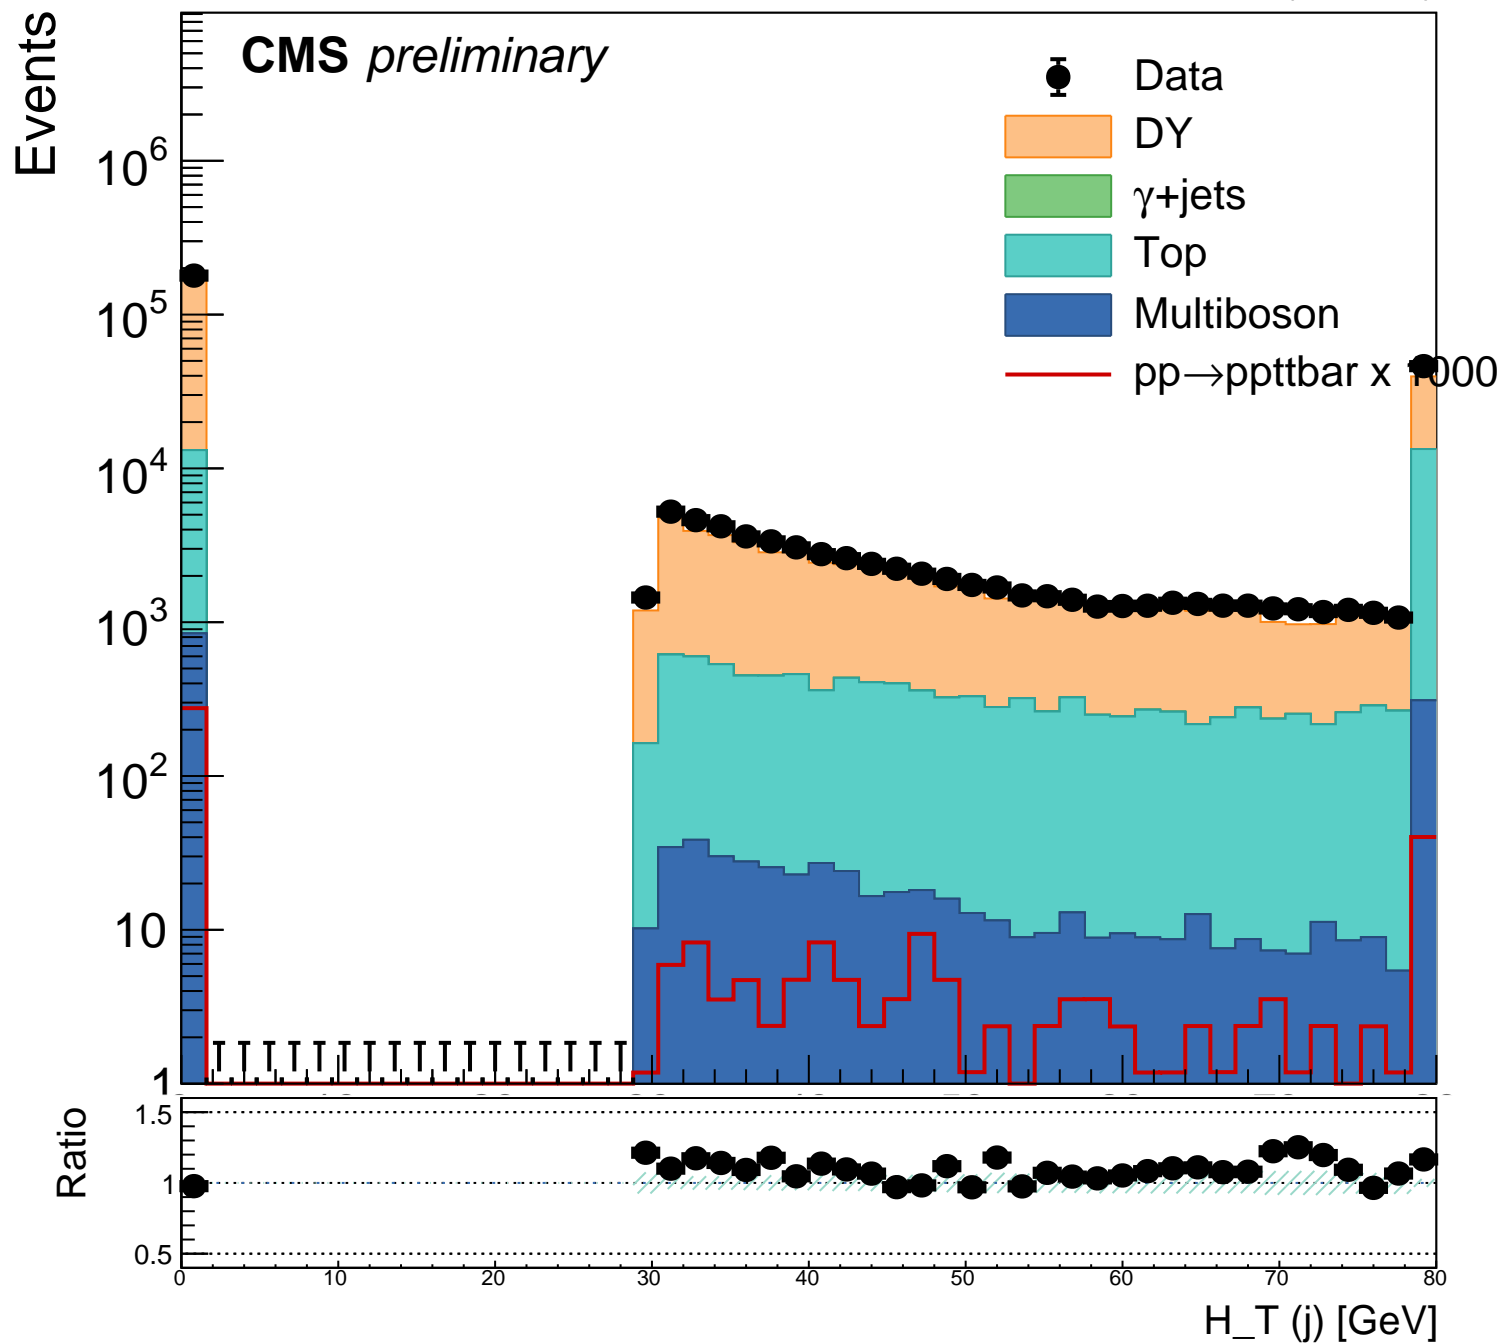 CMS preliminary
Events
Data
DY
γ+jets
Top
Multiboson
pp→ppttbar x 1000
10^6
10^5
10^4
10^3
10^2
10
1
Ratio
1.5
1
0.5
0 10 20 30 40 50 60 70 80
H_T (j) [GeV]